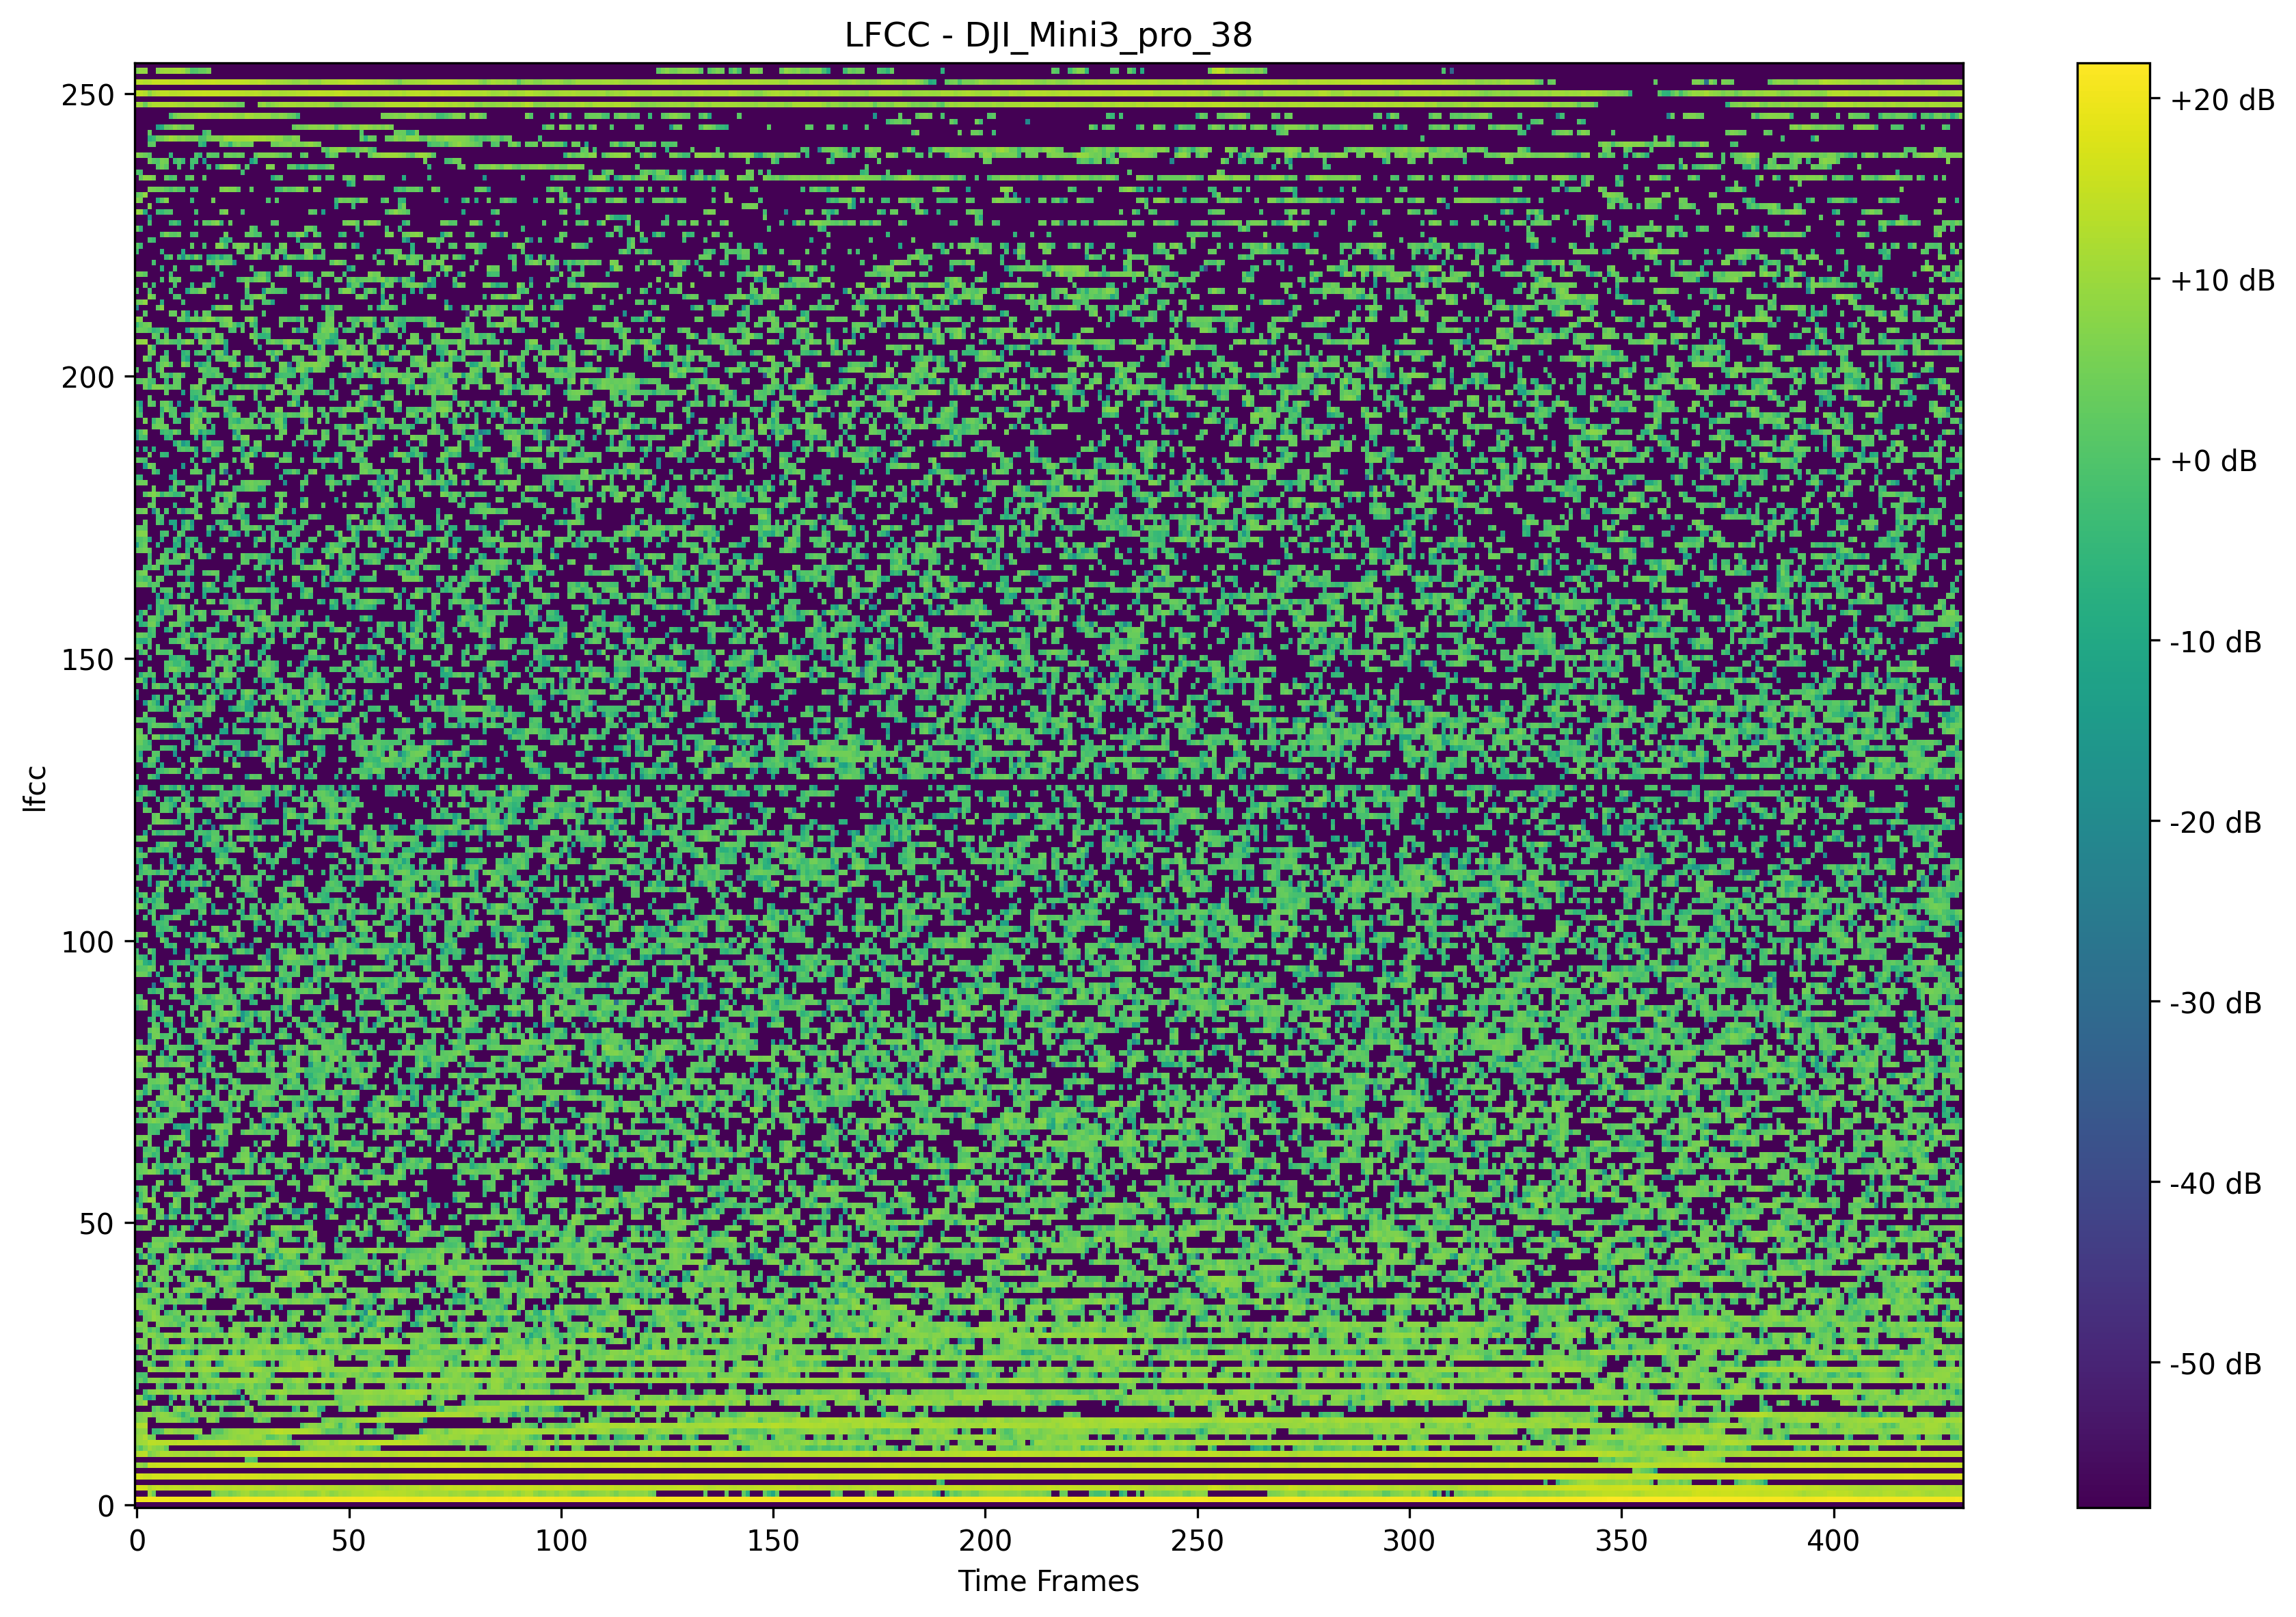 LFCC - DJI_Mini3_pro_38
250
200
150
100
50
0
lfcc
0 50 100 150 200 250 300 350 400
Time Frames
+20 dB
+10 dB
+0 dB
-10 dB
-20 dB
-30 dB
-40 dB
-50 dB